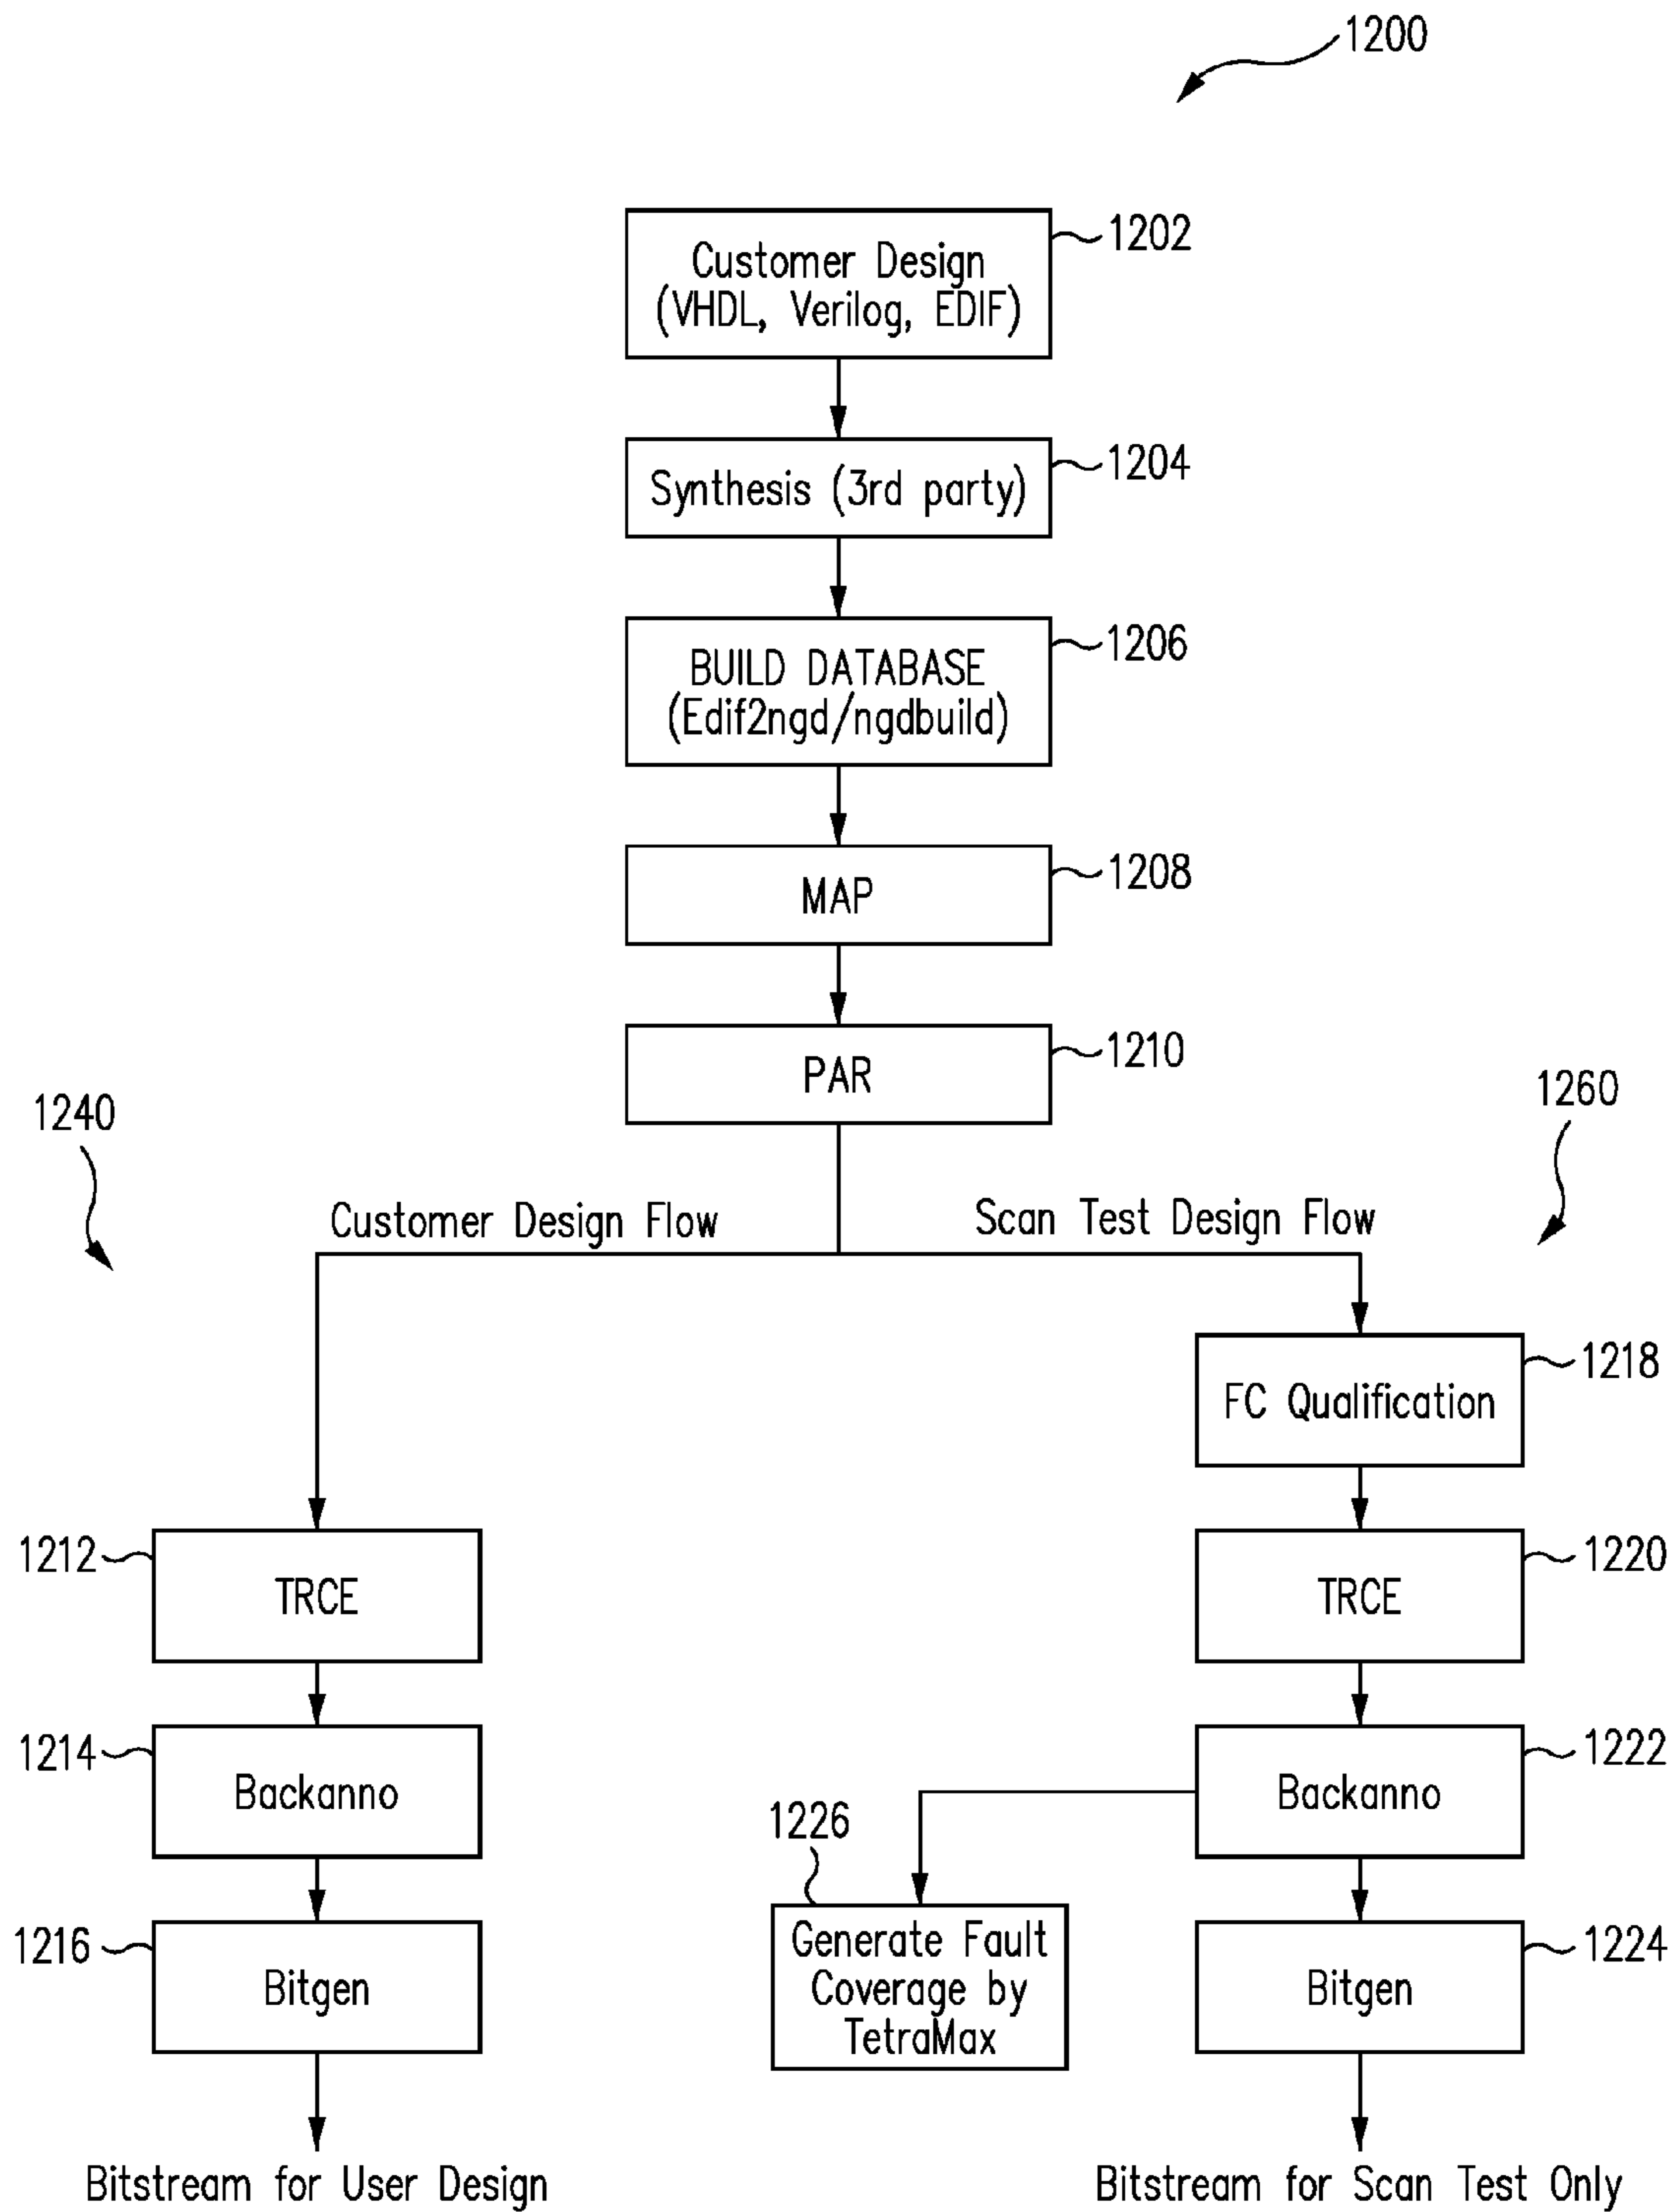 1200
1202
Customer Design
(VHDL, Verilog, EDIF)
1204
Synthesis (3rd party)
1206
BUILD DATABASE
(Edif2ngd/ngdbuild)
1208
MAP
1210
PAR
1240
1260
Customer Design Flow
Scan Test Design Flow
1218
FC Qualification
1212
TRCE
1220
TRCE
1214
Backanno
1222
Backanno
1226
Generate Fault
Coverage by
TetraMax
1216
Bitgen
1224
Bitgen
Bitstream for User Design
Bitstream for Scan Test Only